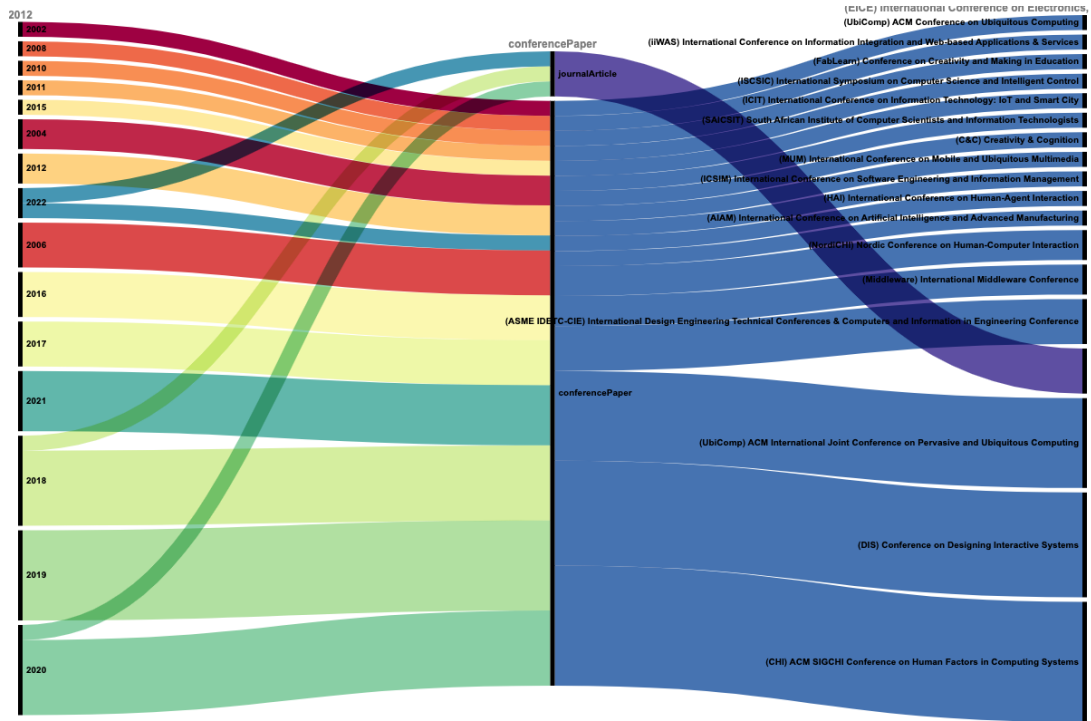 2012
2002
2008
2010
2011
2015
2004
2012
2022
2006
2016
2017
2021
2018
2019
2020
conferencePaper
journalArticle
conferencePaper
(EICE) International Conference on Electronics,
(UbiComp) ACM Conference on Ubiquitous Computing
(iiWAS) International Conference on Information Integration and Web-based Applications & Services
(FabLearn) Conference on Creativity and Making in Education
(ISCSIC) International Symposium on Computer Science and Intelligent Control
(ICIT) International Conference on Information Technology: IoT and Smart City
(SAICSIT) South African Institute of Computer Scientists and Information Technologists
(C&C) Creativity & Cognition
(MUM) International Conference on Mobile and Ubiquitous Multimedia
(ICSIM) International Conference on Software Engineering and Information Management
(HAI) International Conference on Human-Agent Interaction
(AIAM) International Conference on Artificial Intelligence and Advanced Manufacturing
(NordiCHI) Nordic Conference on Human-Computer Interaction
(Middleware) International Middleware Conference
(ASME IDETC-CIE) International Design Engineering Technical Conferences & Computers and Information in Engineering Conference
(UbiComp) ACM International Joint Conference on Pervasive and Ubiquitous Computing
(DIS) Conference on Designing Interactive Systems
(CHI) ACM SIGCHI Conference on Human Factors in Computing Systems